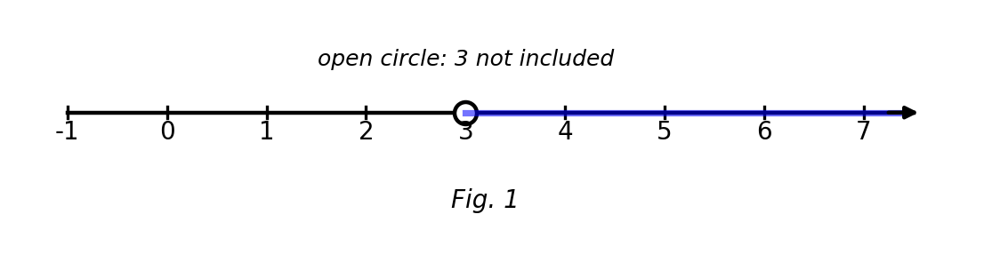 open circle: 3 not included
-1 0 1 2 3 4 5 6 7
Fig. 1